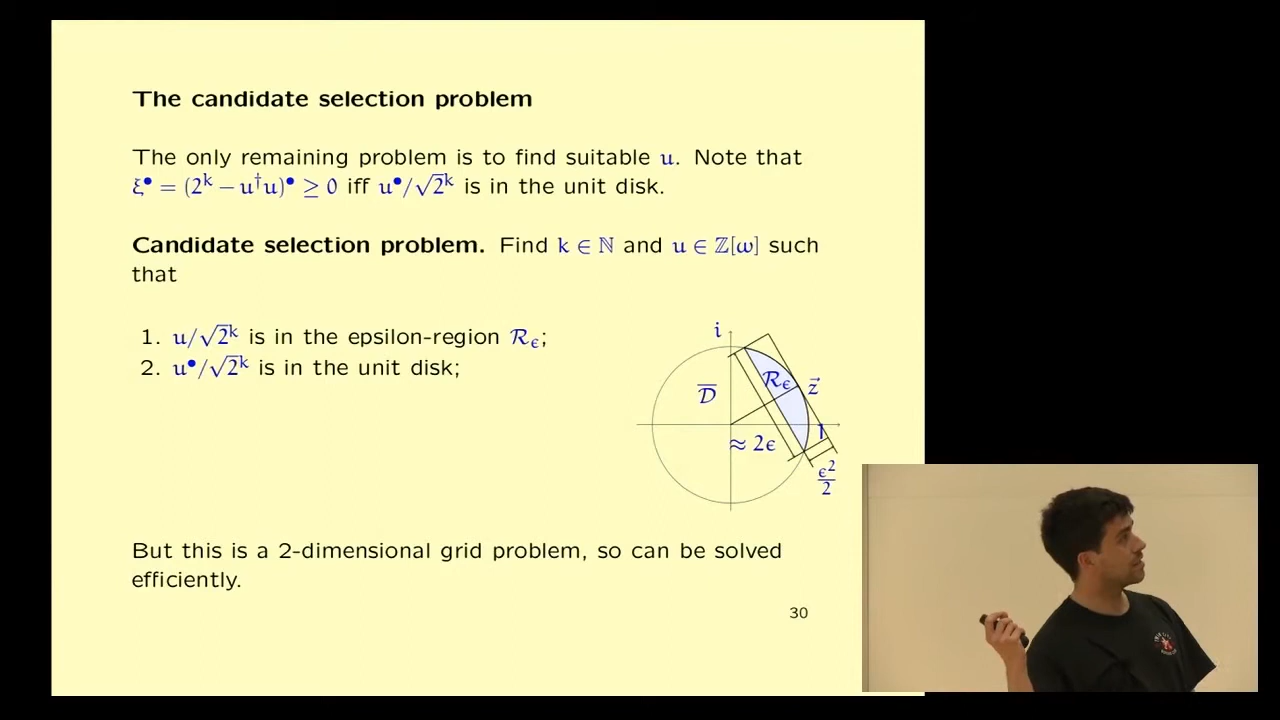 The candidate selection problem
The only remaining problem is to find suitable u. Note that
ξ• = (2ᵏ − u†u)• ≥ 0 iff u•/√2ᵏ is in the unit disk.
Candidate selection problem. Find k ∈ ℕ and u ∈ ℤ[ω] such
that
1. u/√2ᵏ is in the epsilon-region 𝓡ϵ;
2. u•/√2ᵏ is in the unit disk;
i
𝓡ϵ
z⃗
𝒟̅
1
≈ 2ϵ
ϵ²/2
But this is a 2-dimensional grid problem, so can be solved
efficiently.
30